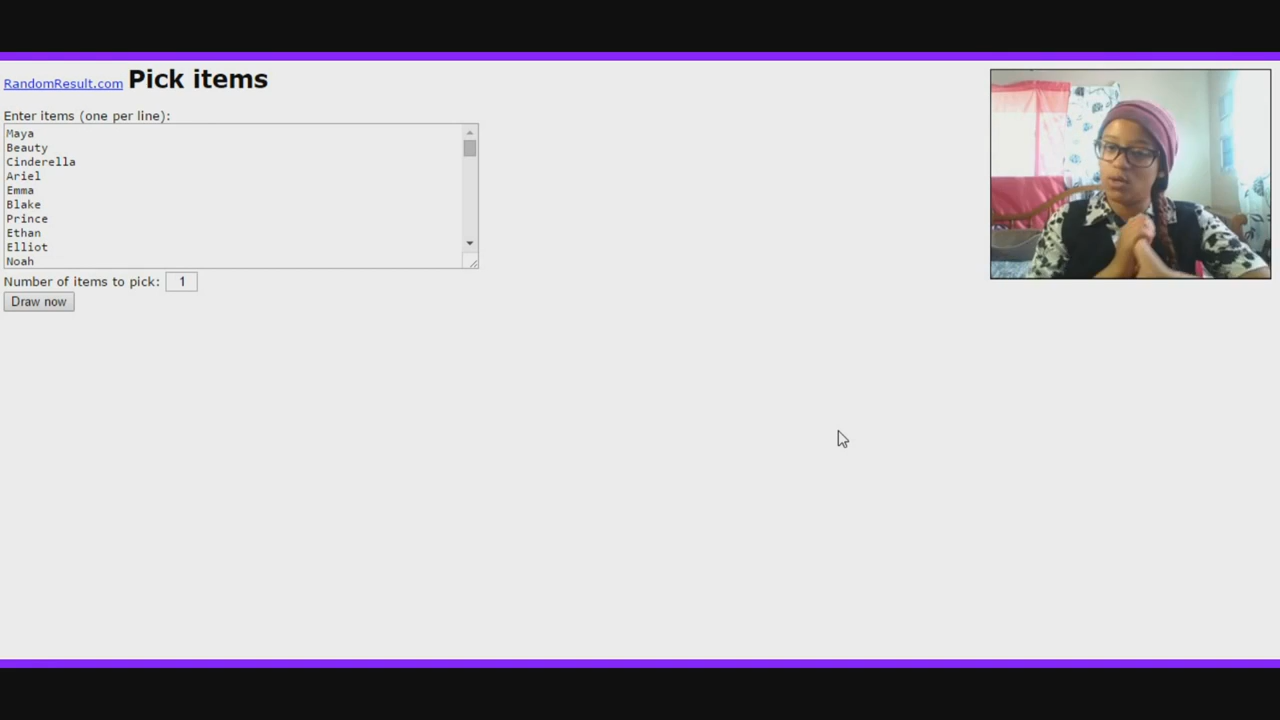 RandomResult.com Pick items
Enter items (one per line):
Maya
Beauty
Cinderella
Ariel
Emma
Blake
Prince
Ethan
Elliot
Noah
Number of items to pick: 1
Draw now